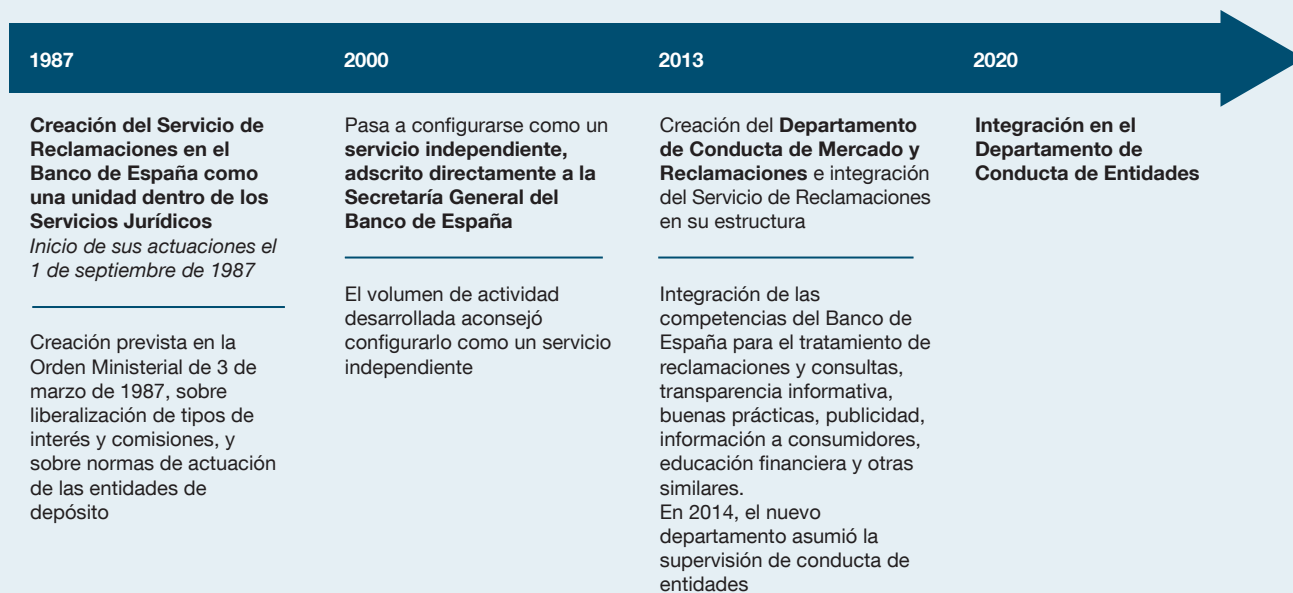 1987
Creación del Servicio de
Reclamaciones en el
Banco de España como
una unidad dentro de los
Servicios Jurídicos
Inicio de sus actuaciones el
1 de septiembre de 1987
Creación prevista en la
Orden Ministerial de 3 de
marzo de 1987, sobre
liberalización de tipos de
interés y comisiones, y
sobre normas de actuación
de las entidades de
depósito
2000
Pasa a configurarse como un
servicio independiente,
adscrito directamente a la
Secretaría General del
Banco de España
El volumen de actividad
desarrollada aconsejó
configurarlo como un servicio
independiente
2013
Creación del Departamento
de Conducta de Mercado y
Reclamaciones e integración
del Servicio de Reclamaciones
en su estructura
Integración de las
competencias del Banco de
España para el tratamiento de
reclamaciones y consultas,
transparencia informativa,
buenas prácticas, publicidad,
información a consumidores,
educación financiera y otras
similares.
En 2014, el nuevo
departamento asumió la
supervisión de conducta de
entidades
2020
Integración en el
Departamento de
Conducta de Entidades